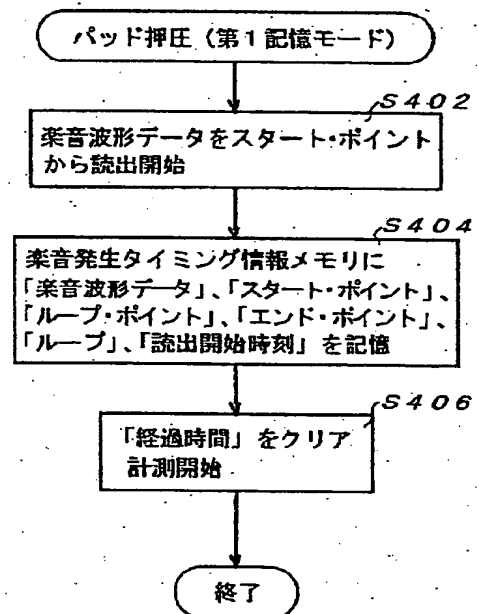 パッド押圧（第1記憶モード）
S402
楽音波形データをスタート・ポイント
から読出開始
S404
楽音発生タイミング情報メモリに
「楽音波形データ」、「スタート・ポイント」、
「ループ・ポイント」、「エンド・ポイント」、
「ループ」、「読出開始時刻」を記憶
S406
「経過時間」をクリア
計測開始
終了